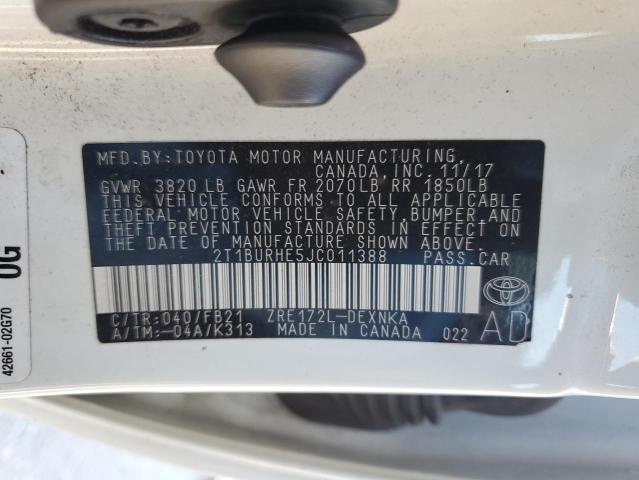 MFD. BY: TOYOTA MOTOR MANUFACTURING,
CANADA, INC. 11/17
GVWR 3820 LB GAWR FR 2070LB RR 1850LB
THIS VEHICLE CONFORMS TO ALL APPLICABLE
FEDERAL MOTOR VEHICLE SAFETY, BUMPER, AND
THEFT PREVENTION STANDARDS IN EFFECT ON
THE DATE OF MANUFACTURE SHOWN ABOVE.
2T1BURHE5JC011388 PASS.CAR
C/TR: 040/FB21 ZRE172L-DEXNKA
A/TM: -04A/K313 MADE IN CANADA 022 AD
42661-02G70
0G